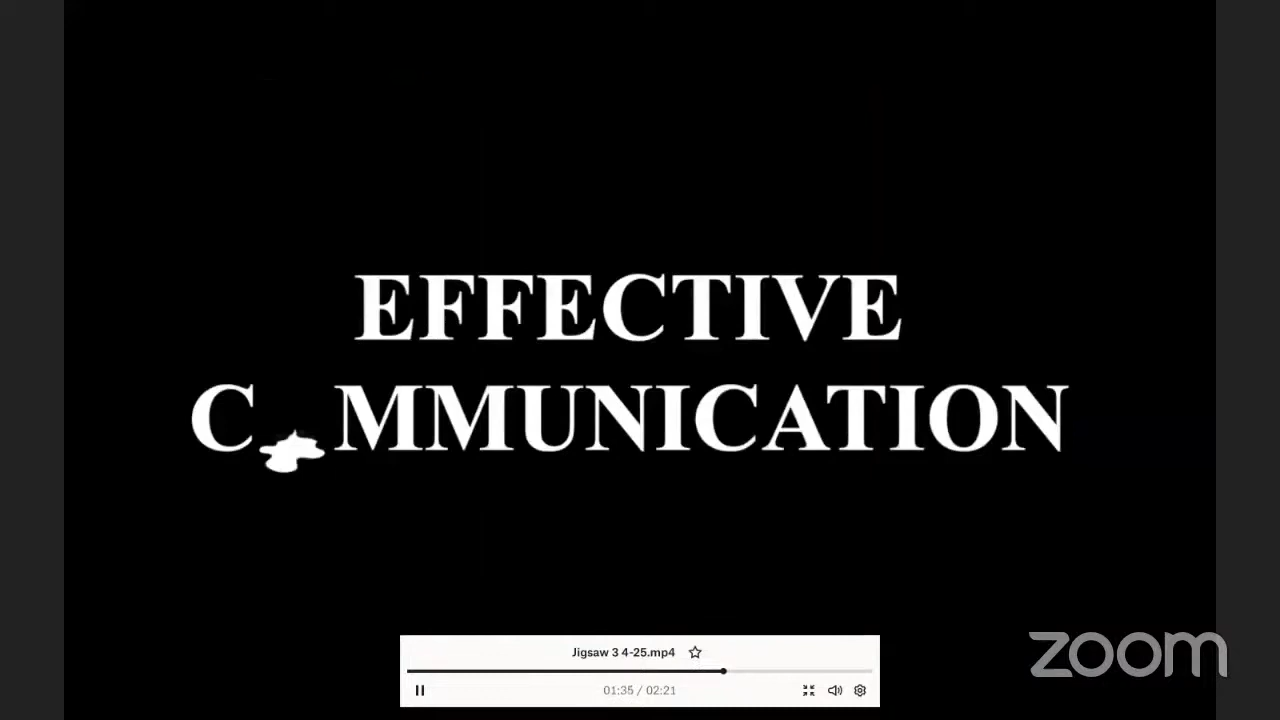 EFFECTIVE
C MMUNICATION
Jigsaw 3 4-25.mp4
01:35 / 02:21
zoom